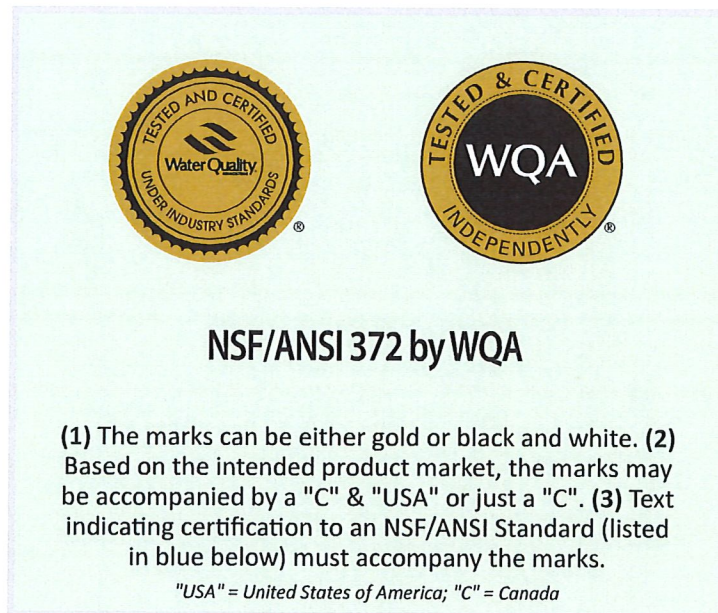 TESTED AND CERTIFIED
Water Quality
UNDER INDUSTRY STANDARDS
®
TESTED & CERTIFIED
WQA
INDEPENDENTLY
®
NSF/ANSI 372 by WQA
(1) The marks can be either gold or black and white. (2)
Based on the intended product market, the marks may
be accompanied by a "C" & "USA" or just a "C". (3) Text
indicating certification to an NSF/ANSI Standard (listed
in blue below) must accompany the marks.
"USA" = United States of America; "C" = Canada